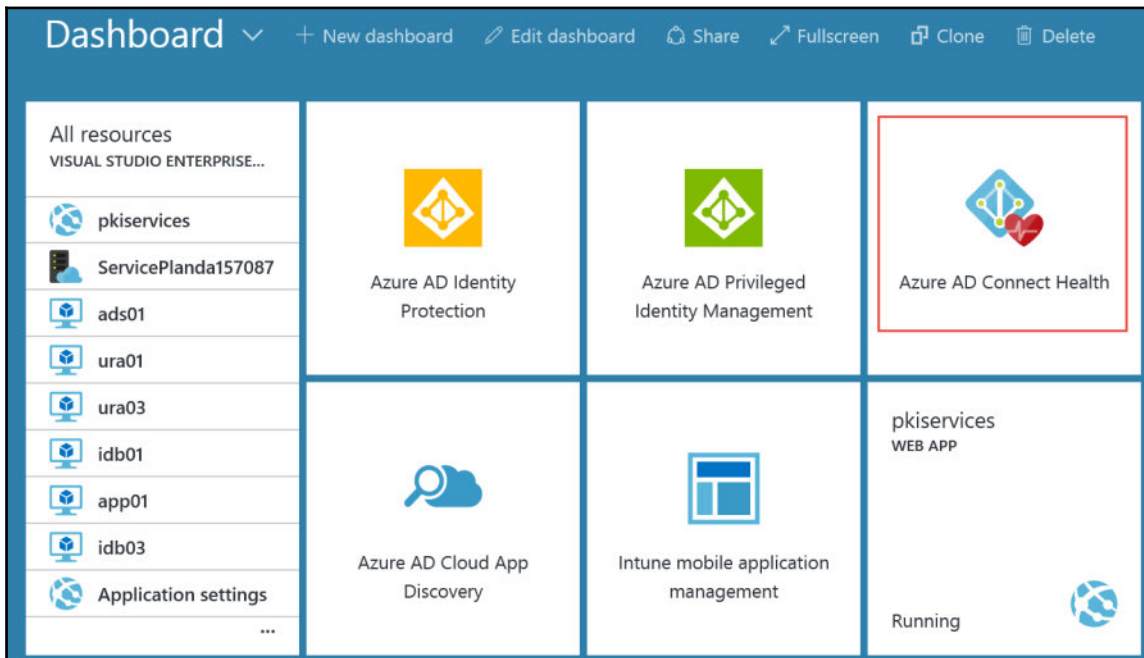 Dashboard
New dashboard
Edit dashboard
Share
Fullscreen
Clone
Delete
All resources
VISUAL STUDIO ENTERPRISE...
pkiservices
ServicePlanda157087
ads01
ura01
ura03
idb01
app01
idb03
Application settings
...
Azure AD Identity
Protection
Azure AD Privileged
Identity Management
Azure AD Connect Health
Azure AD Cloud App
Discovery
Intune mobile application
management
pkiservices
WEB APP
Running